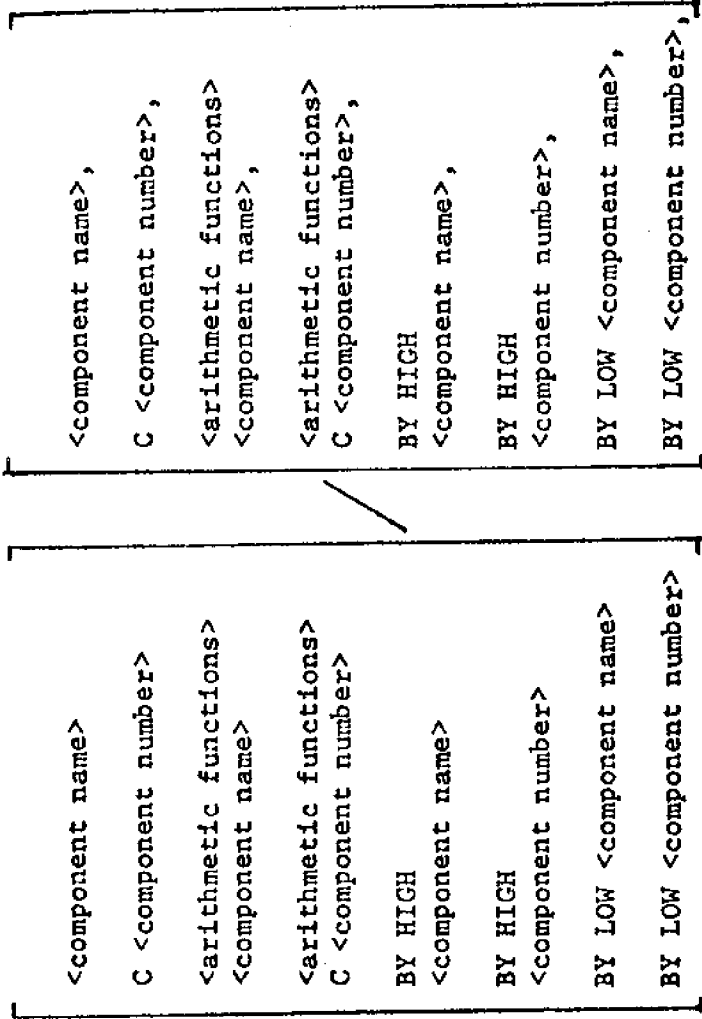 <component name>
C <component number>
<arithmetic functions>
<component name>
<arithmetic functions>
C <component number>
BY HIGH
<component name>
BY HIGH
<component number>
BY LOW <component name>
BY LOW <component number>
/
<component name>,
C <component number>,
<arithmetic functions>
<component name>,
<arithmetic functions>
C <component number>,
BY HIGH
<component name>,
BY HIGH
<component number>,
BY LOW <component name>,
BY LOW <component number>,